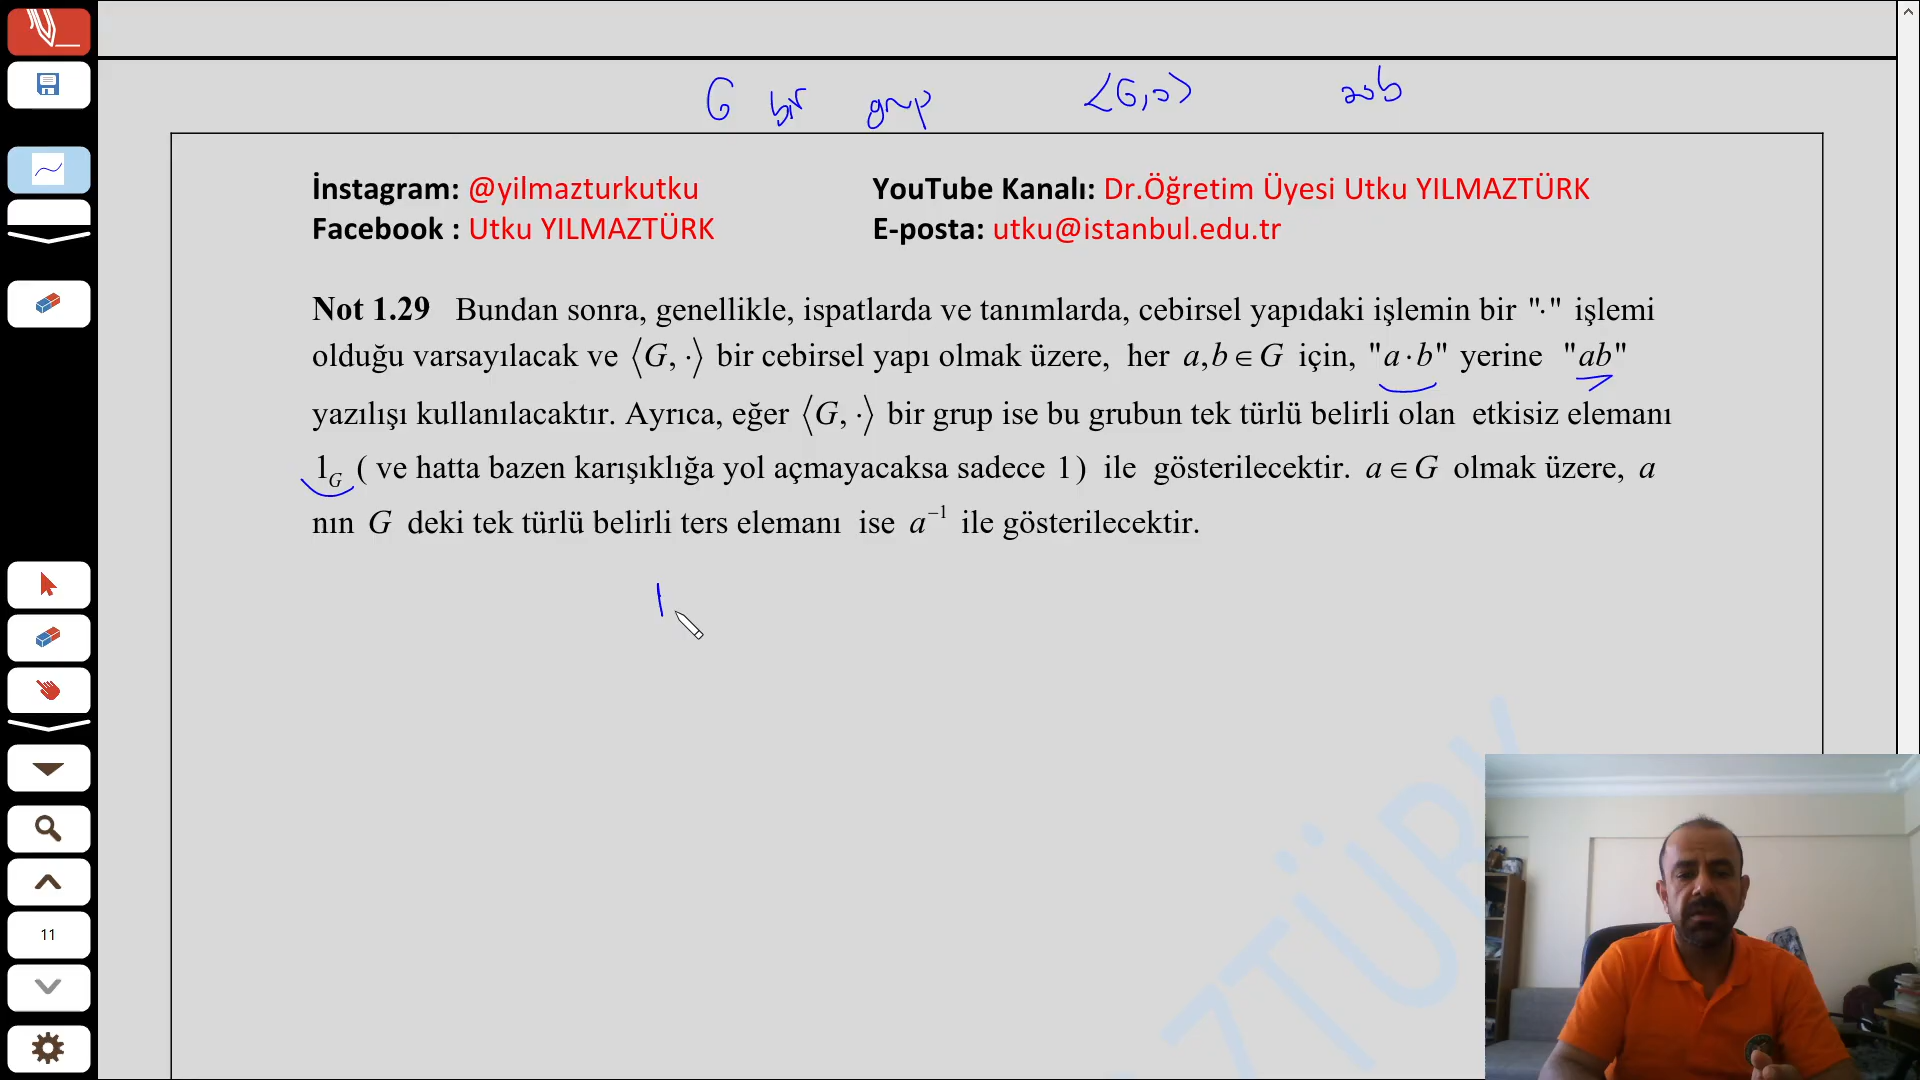 G bir grup <G,∘> a∘b
İnstagram: @yilmazturkutku YouTube Kanalı: Dr.Öğretim Üyesi Utku YILMAZTÜRK
Facebook : Utku YILMAZTÜRK E-posta: utku@istanbul.edu.tr
Not 1.29 Bundan sonra, genellikle, ispatlarda ve tanımlarda, cebirsel yapıdaki işlemin bir "·" işlemi
olduğu varsayılacak ve ⟨G, ·⟩ bir cebirsel yapı olmak üzere, her a,b ∈ G için, "a · b" yerine "ab"
yazılışı kullanılacaktır. Ayrıca, eğer ⟨G, ·⟩ bir grup ise bu grubun tek türlü belirli olan etkisiz elemanı
1_G ( ve hatta bazen karışıklığa yol açmayacaksa sadece 1) ile gösterilecektir. a ∈ G olmak üzere, a
nın G deki tek türlü belirli ters elemanı ise a⁻¹ ile gösterilecektir.
ZTÜRK
11